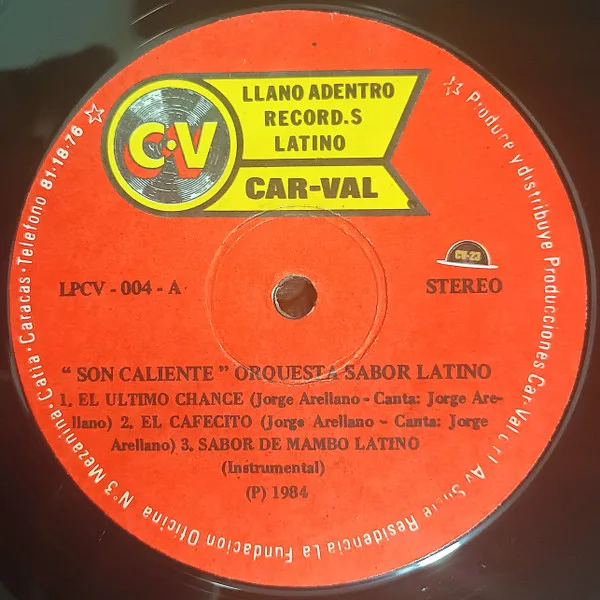 LLANO ADENTRO
RECORD.S
LATINO
C·V
CAR-VAL
CV-23
LPCV - 004 - A
STEREO
" SON CALIENTE " ORQUESTA SABOR LATINO
1. EL ULTIMO CHANCE (Jorge Arellano - Canta: Jorge Are-
llano) 2. EL CAFECITO (Jorge Arellano - Canta: Jorge
Arellano) 3. SABOR DE MAMBO LATINO
(Instrumental)
(P) 1984
☆ Produce y distribuye Producciones Car-Val Av Residencia La Fundacion Oficina N°3 Mezanina · Catia · Caracas · Telefono 81·18·76 ☆